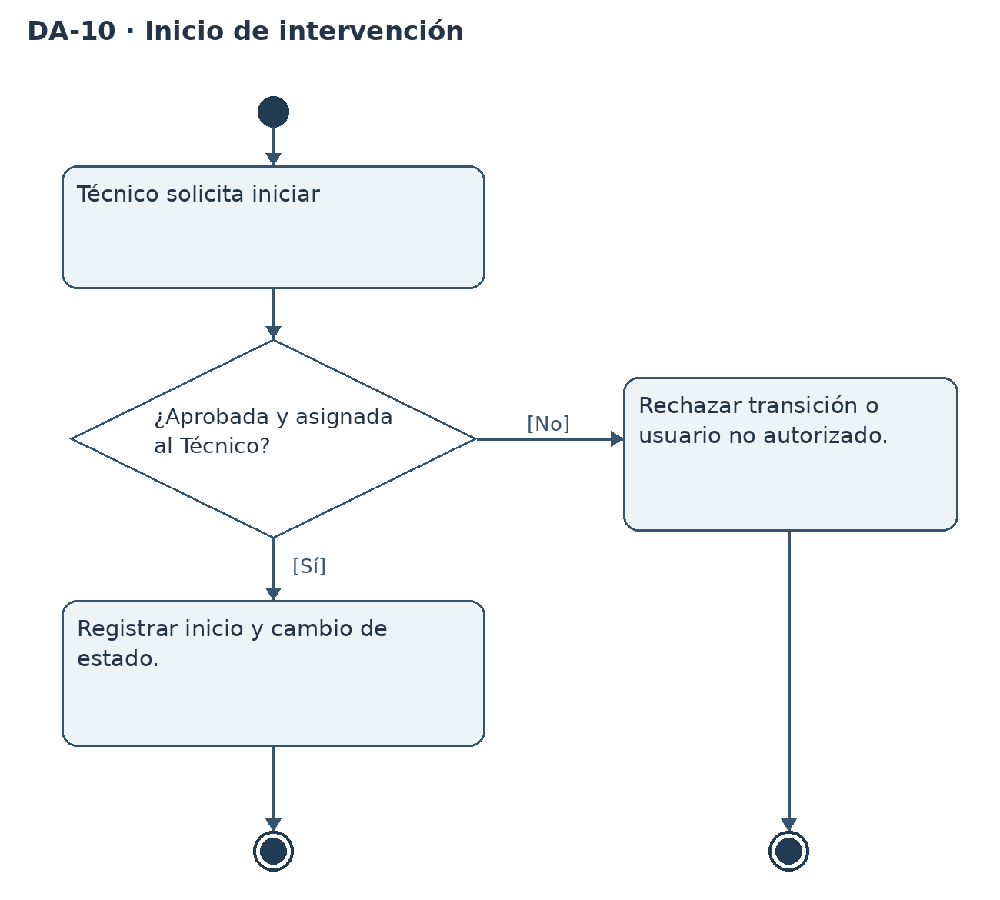 DA-10 · Inicio de intervención
Técnico solicita iniciar
¿Aprobada y asignada
al Técnico?
[No]
Rechazar transición o
usuario no autorizado.
[Sí]
Registrar inicio y cambio de
estado.